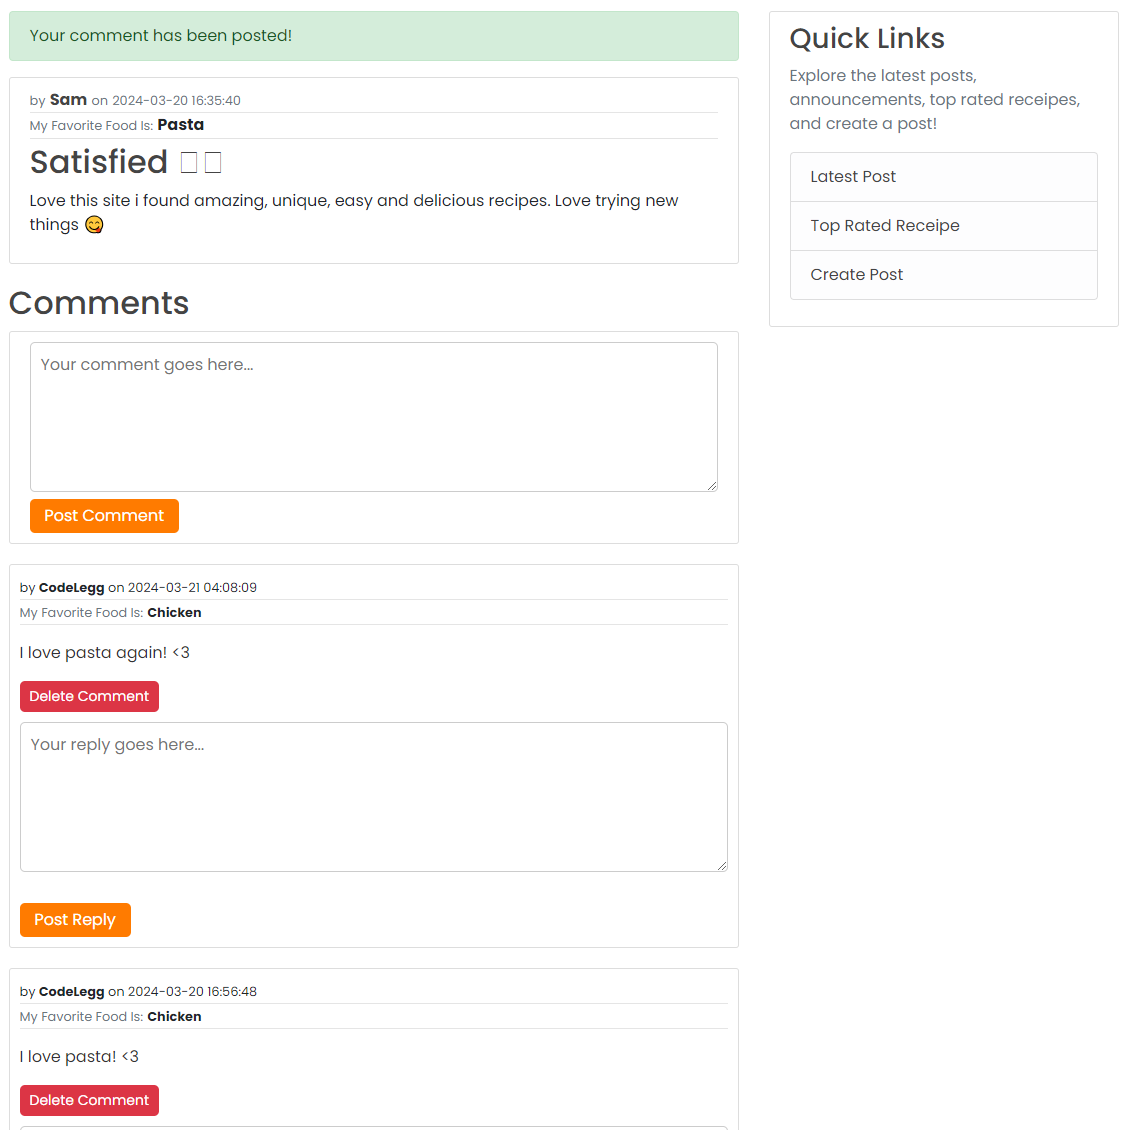 Your comment has been posted!
by Sam on 2024-03-20 16:35:40
My Favorite Food Is: Pasta
Satisfied
Love this site i found amazing, unique, easy and delicious recipes. Love trying new
things 😋
Comments
Your comment goes here...
Post Comment
by CodeLegg on 2024-03-21 04:08:09
My Favorite Food Is: Chicken
I love pasta again! <3
Delete Comment
Your reply goes here...
Post Reply
by CodeLegg on 2024-03-20 16:56:48
My Favorite Food Is: Chicken
I love pasta! <3
Delete Comment
Quick Links
Explore the latest posts,
announcements, top rated receipes,
and create a post!
Latest Post
Top Rated Receipe
Create Post